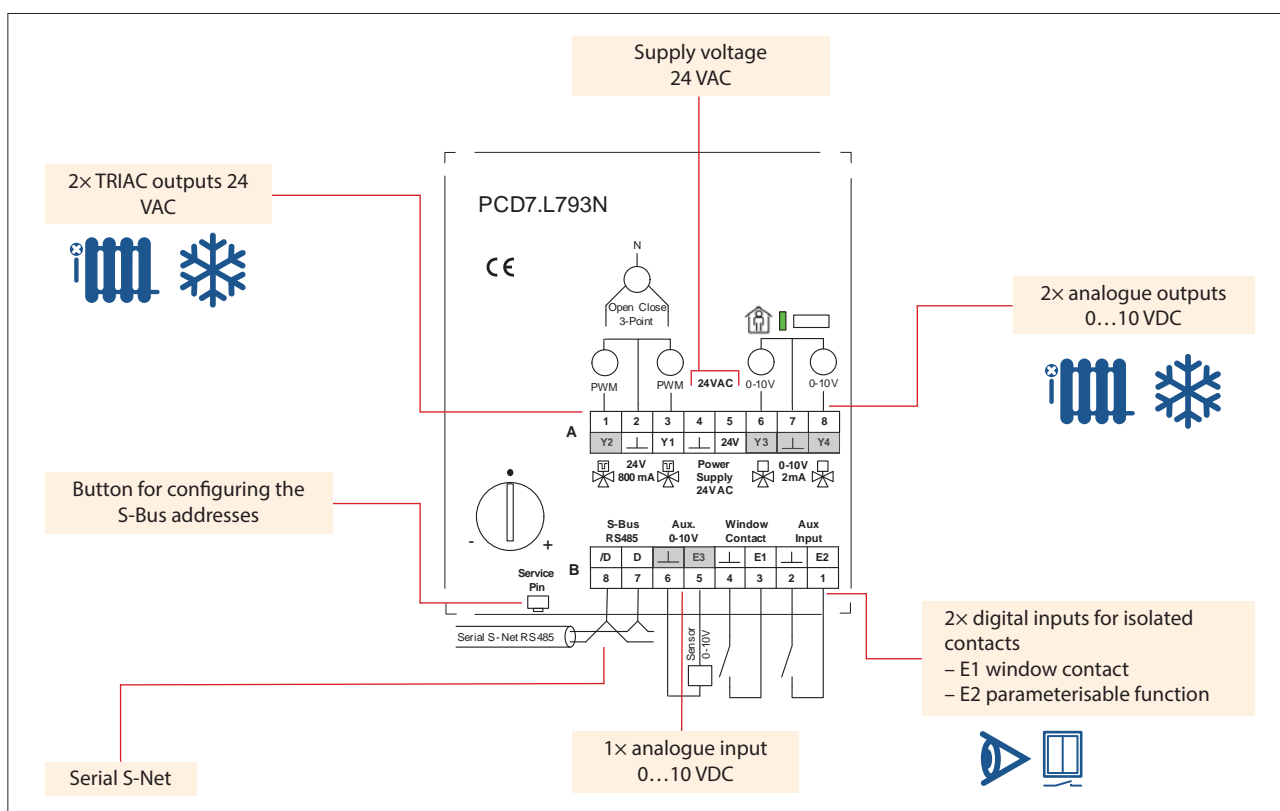 Supply voltage
24 VAC
2× TRIAC outputs 24
VAC
PCD7.L793N
CE
N
Open Close
3-Point
2× analogue outputs
0…10 VDC
PWM PWM 24VAC 0-10V 0-10V
1 2 3 4 5 6 7 8
A
Y2 Y1 24V Y3 Y4
24V
800 mA
Power
Supply
24VAC
0-10V
2mA
Button for configuring the
S-Bus addresses
- +
S-Bus
RS485
Aux.
0-10V
Window
Contact
Aux
Input
/D D E3 E1 E2
B
8 7 6 5 4 3 2 1
Service
Pin
Serial S-Net RS485
Sensor
0-10V
2× digital inputs for isolated
contacts
– E1 window contact
– E2 parameterisable function
1× analogue input
0…10 VDC
Serial S-Net